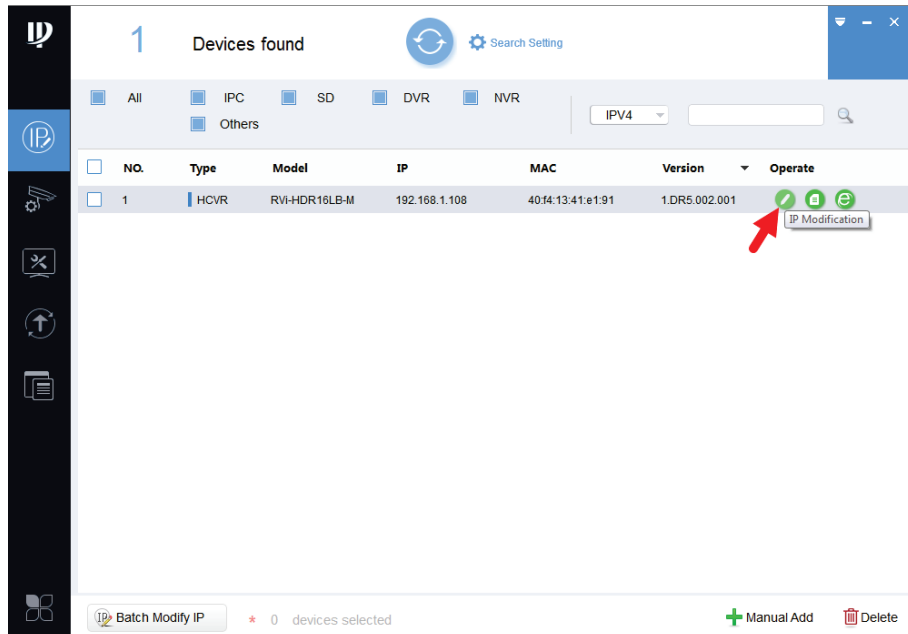 1 Devices found Search Setting
All IPC SD DVR NVR
Others
IPV4
NO. Type Model IP MAC Version Operate
1 HCVR RVi-HDR16LB-M 192.168.1.108 40:f4:13:41:e1:91 1.DR5.002.001
IP Modification
Batch Modify IP * 0 devices selected Manual Add Delete